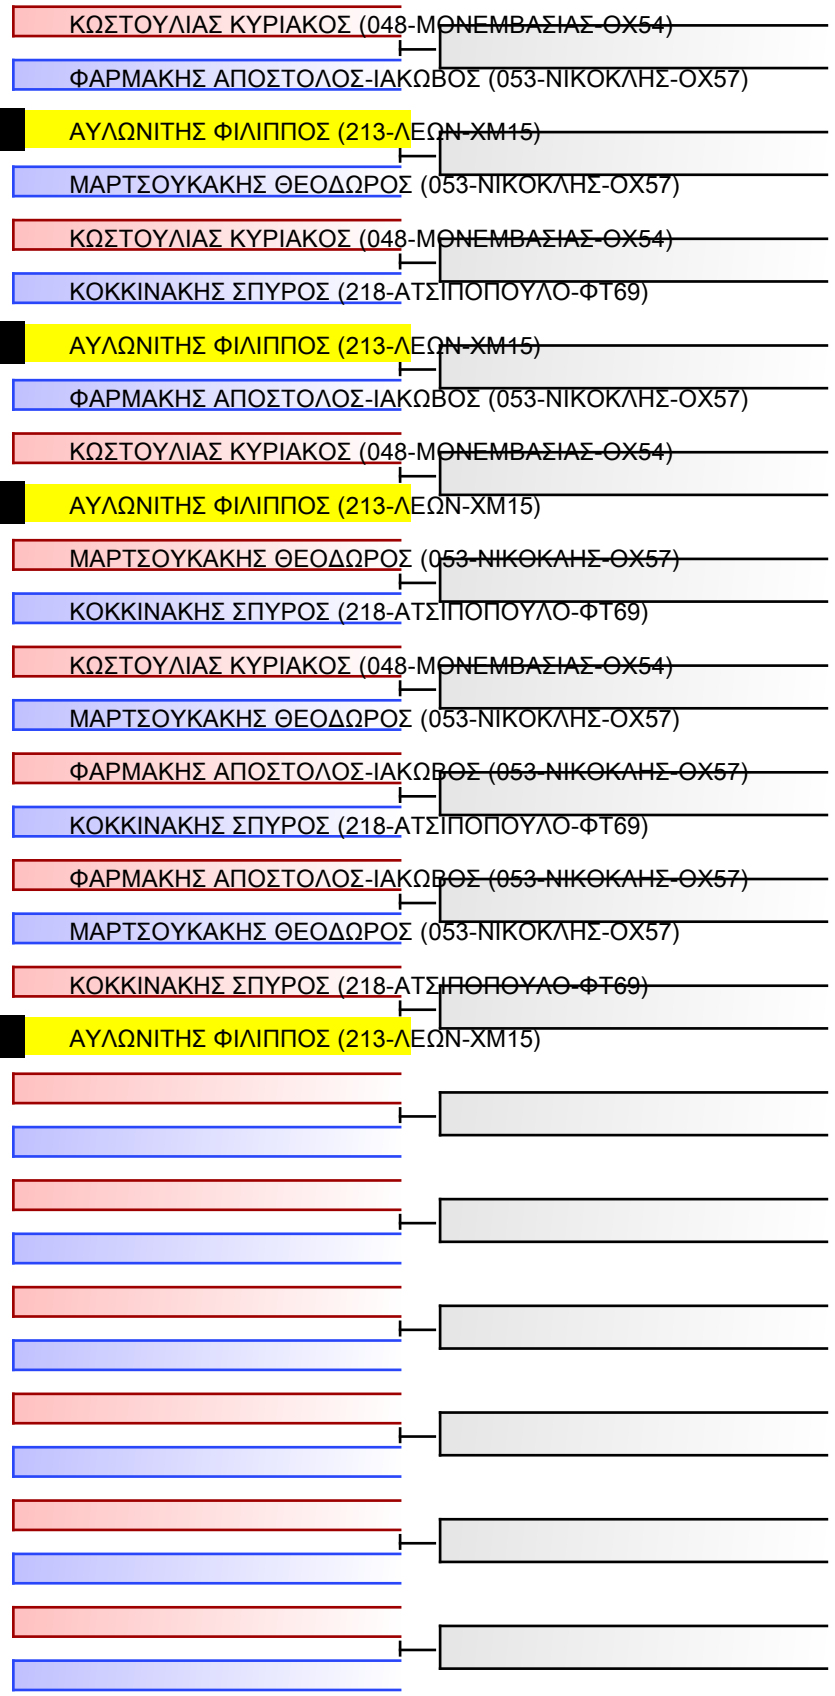 ΚΩΣΤΟΥΛΙΑΣ ΚΥΡΙΑΚΟΣ (048-ΜΟΝΕΜΒΑΣΙΑΣ-ΟΧ54)
ΦΑΡΜΑΚΗΣ ΑΠΟΣΤΟΛΟΣ-ΙΑΚΩΒΟΣ (053-ΝΙΚΟΚΛΗΣ-ΟΧ57)
ΑΥΛΩΝΙΤΗΣ ΦΙΛΙΠΠΟΣ (213-ΛΕΩΝ-ΧΜ15)
ΜΑΡΤΣΟΥΚΑΚΗΣ ΘΕΟΔΩΡΟΣ (053-ΝΙΚΟΚΛΗΣ-ΟΧ57)
ΚΩΣΤΟΥΛΙΑΣ ΚΥΡΙΑΚΟΣ (048-ΜΟΝΕΜΒΑΣΙΑΣ-ΟΧ54)
ΚΟΚΚΙΝΑΚΗΣ ΣΠΥΡΟΣ (218-ΑΤΣΙΠΟΠΟΥΛΟ-ΦΤ69)
ΑΥΛΩΝΙΤΗΣ ΦΙΛΙΠΠΟΣ (213-ΛΕΩΝ-ΧΜ15)
ΦΑΡΜΑΚΗΣ ΑΠΟΣΤΟΛΟΣ-ΙΑΚΩΒΟΣ (053-ΝΙΚΟΚΛΗΣ-ΟΧ57)
ΚΩΣΤΟΥΛΙΑΣ ΚΥΡΙΑΚΟΣ (048-ΜΟΝΕΜΒΑΣΙΑΣ-ΟΧ54)
ΑΥΛΩΝΙΤΗΣ ΦΙΛΙΠΠΟΣ (213-ΛΕΩΝ-ΧΜ15)
ΜΑΡΤΣΟΥΚΑΚΗΣ ΘΕΟΔΩΡΟΣ (053-ΝΙΚΟΚΛΗΣ-ΟΧ57)
ΚΟΚΚΙΝΑΚΗΣ ΣΠΥΡΟΣ (218-ΑΤΣΙΠΟΠΟΥΛΟ-ΦΤ69)
ΚΩΣΤΟΥΛΙΑΣ ΚΥΡΙΑΚΟΣ (048-ΜΟΝΕΜΒΑΣΙΑΣ-ΟΧ54)
ΜΑΡΤΣΟΥΚΑΚΗΣ ΘΕΟΔΩΡΟΣ (053-ΝΙΚΟΚΛΗΣ-ΟΧ57)
ΦΑΡΜΑΚΗΣ ΑΠΟΣΤΟΛΟΣ-ΙΑΚΩΒΟΣ (053-ΝΙΚΟΚΛΗΣ-ΟΧ57)
ΚΟΚΚΙΝΑΚΗΣ ΣΠΥΡΟΣ (218-ΑΤΣΙΠΟΠΟΥΛΟ-ΦΤ69)
ΦΑΡΜΑΚΗΣ ΑΠΟΣΤΟΛΟΣ-ΙΑΚΩΒΟΣ (053-ΝΙΚΟΚΛΗΣ-ΟΧ57)
ΜΑΡΤΣΟΥΚΑΚΗΣ ΘΕΟΔΩΡΟΣ (053-ΝΙΚΟΚΛΗΣ-ΟΧ57)
ΚΟΚΚΙΝΑΚΗΣ ΣΠΥΡΟΣ (218-ΑΤΣΙΠΟΠΟΥΛΟ-ΦΤ69)
ΑΥΛΩΝΙΤΗΣ ΦΙΛΙΠΠΟΣ (213-ΛΕΩΝ-ΧΜ15)